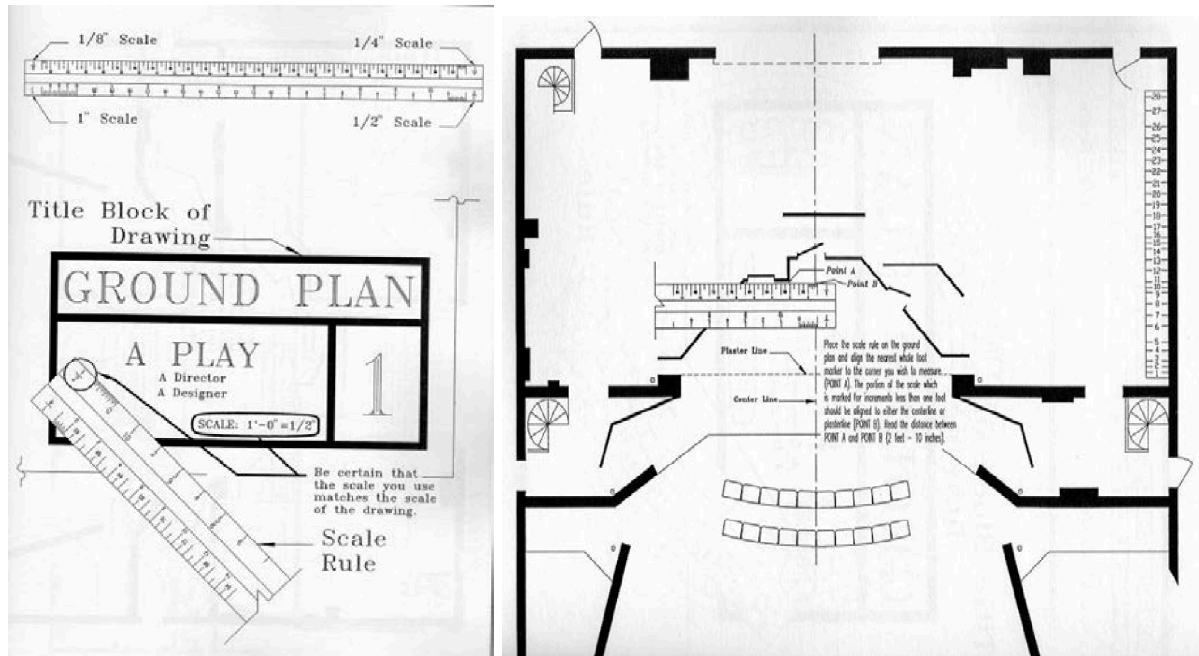 1/8" Scale
1/4" Scale
1" Scale
1/2" Scale
Title Block of
Drawing
GROUND PLAN
A PLAY
A Director
A Designer
SCALE: 1'-0"=1/2"
1
Be certain that
the scale you use
matches the scale
of the drawing.
Scale
Rule
Point A
Point B
Plaster Line
Center Line
Place the scale rule on the ground
plan and align the nearest whole foot
marker to the corner you wish to measure
(POINT A). The portion of the scale which
is marked for increments less than one foot
should be aligned to either the centerline or
plasterline (POINT B). Read the distance between
POINT A and POINT B (2 feet - 10 inches).